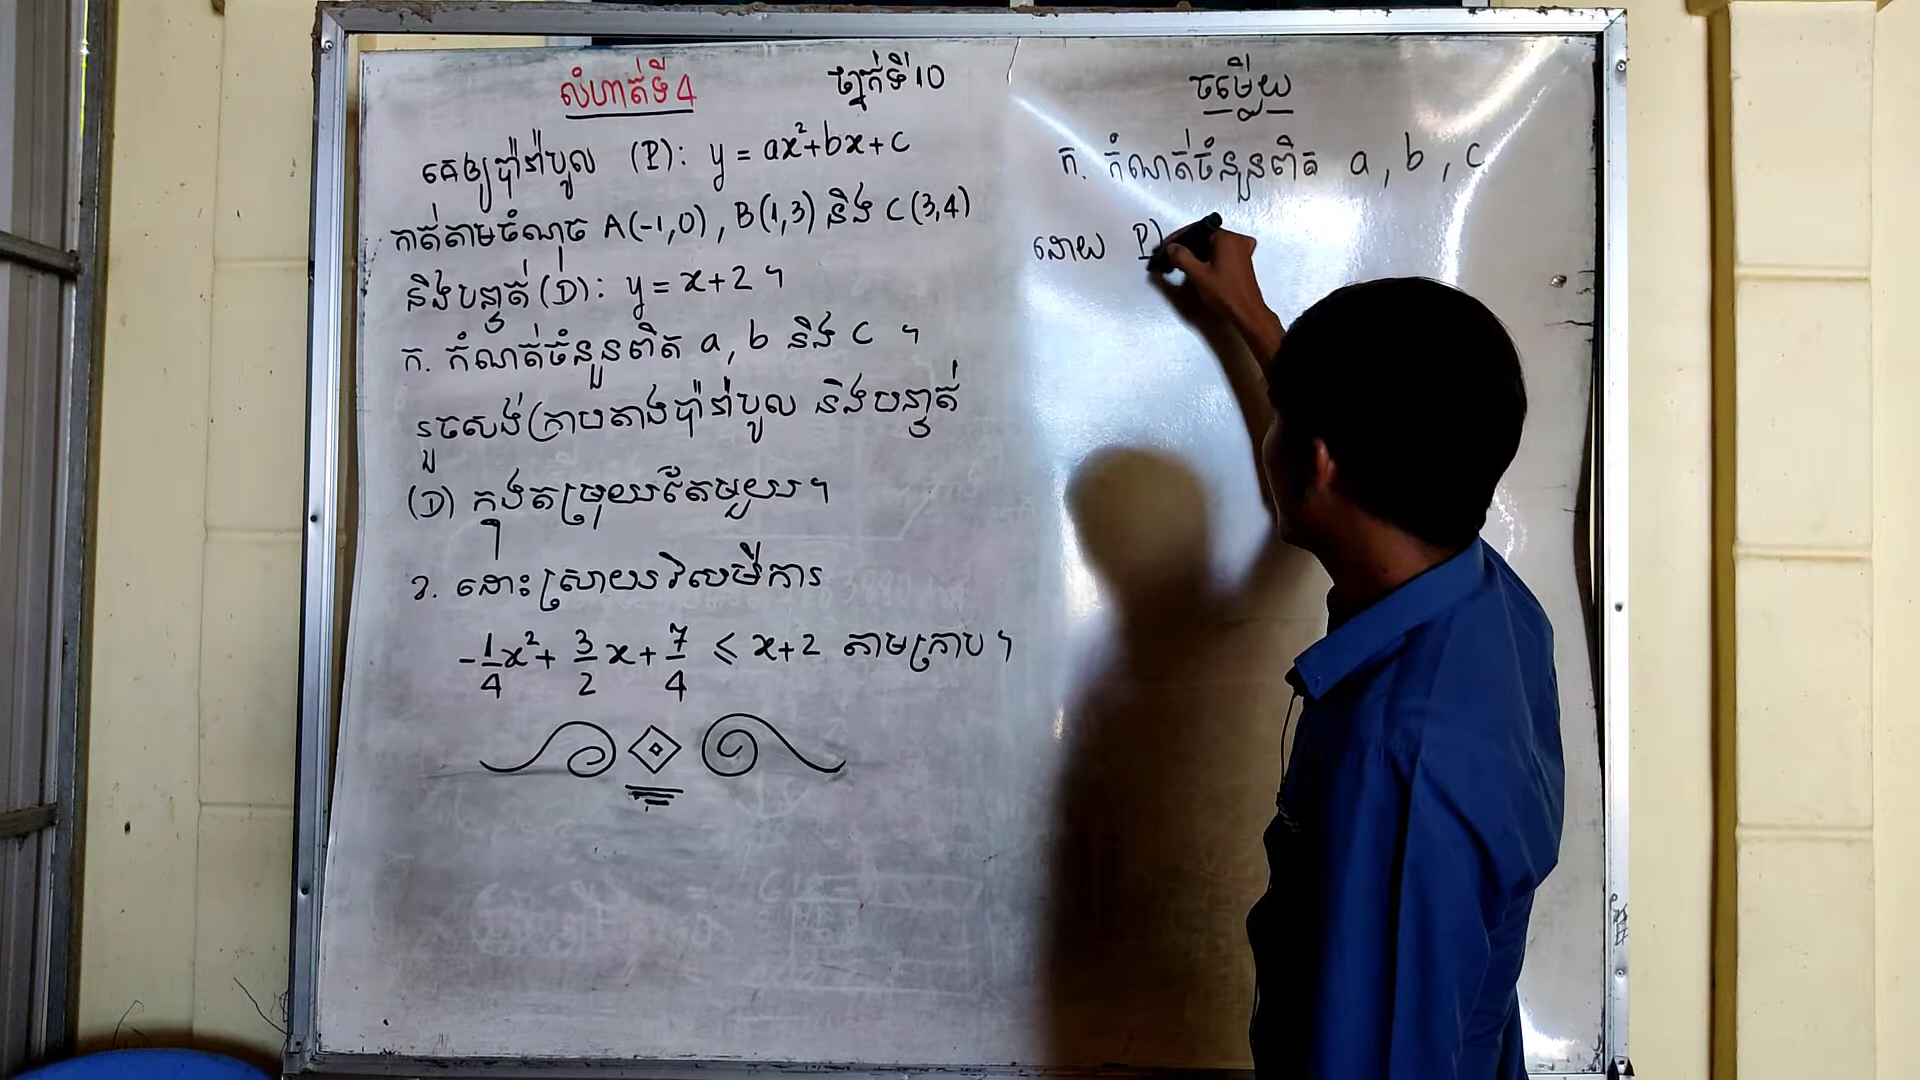 លំហាត់ទី4
ថ្នាក់ទី10
គេឲ្យប៉ារ៉ាបូល (P): y = ax²+bx+c
កាត់តាមចំណុច A(-1,0), B(1,3) និង C(3,4)
និងបន្ទាត់ (D): y = x+2 ។
ក. កំណត់ចំនួនពិត a, b និង c ។
រួចសង់ក្រាបតាងប៉ារ៉ាបូល និងបន្ទាត់
(D) ក្នុងតម្រុយតែមួយ។
ខ. ដោះស្រាយវិសមីការ
-1/4x²+ 3/2 x+ 7/4 ⩽ x+2 តាមក្រាប ។
ចម្លើយ
ក. កំណត់ចំនួនពិត a, b, c
ដោយ P)